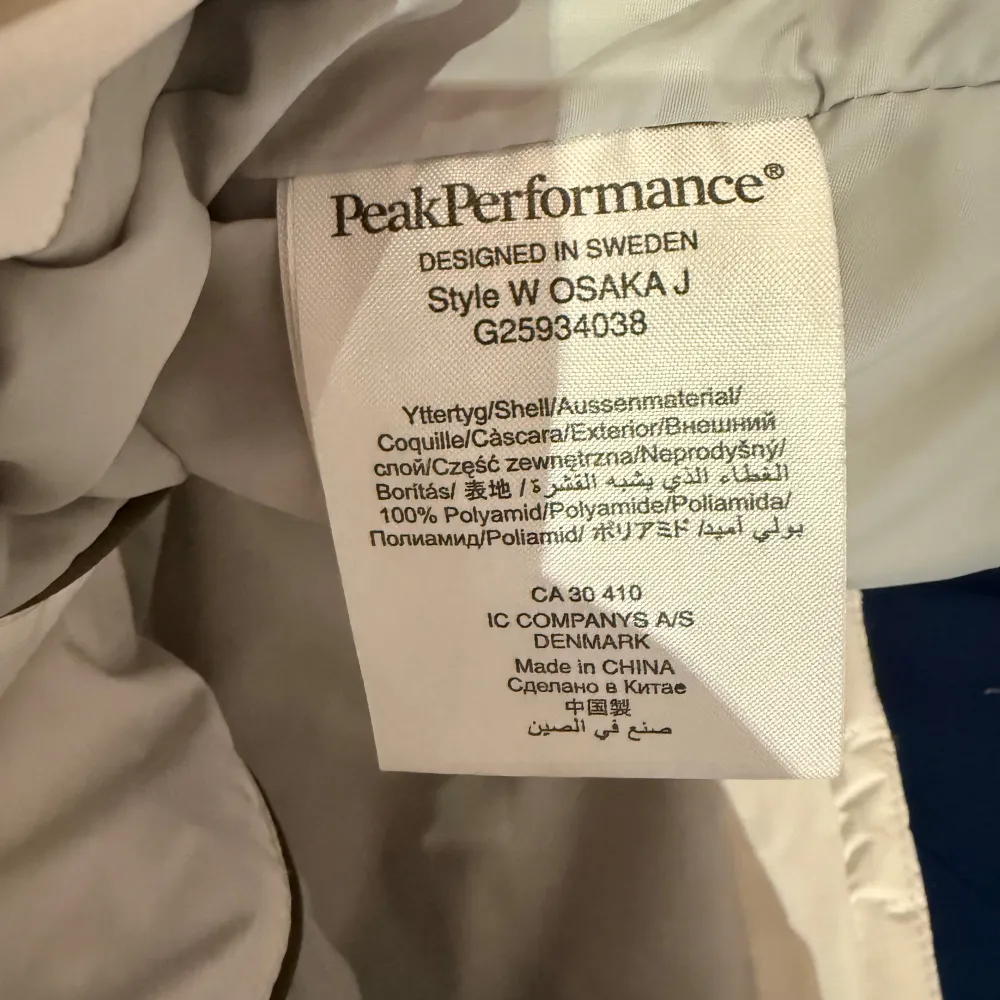 PeakPerformance®
DESIGNED IN SWEDEN
Style W OSAKA J
G25934038
Yttertyg/Shell/Aussenmaterial/
Coquille/Càscara/Exterior/Внешний
слой/Część zewnętrzna/Neprodyšný/
Borítás/ 表地 / الغطاء الذي يشبه القشرة
100% Polyamid/Polyamide/Poliamida/
Полиамид/Poliamid/ ポリアミド /بولي أميد
CA 30 410
IC COMPANYS A/S
DENMARK
Made in CHINA
Сделано в Китае
中国製
صنع في الصين